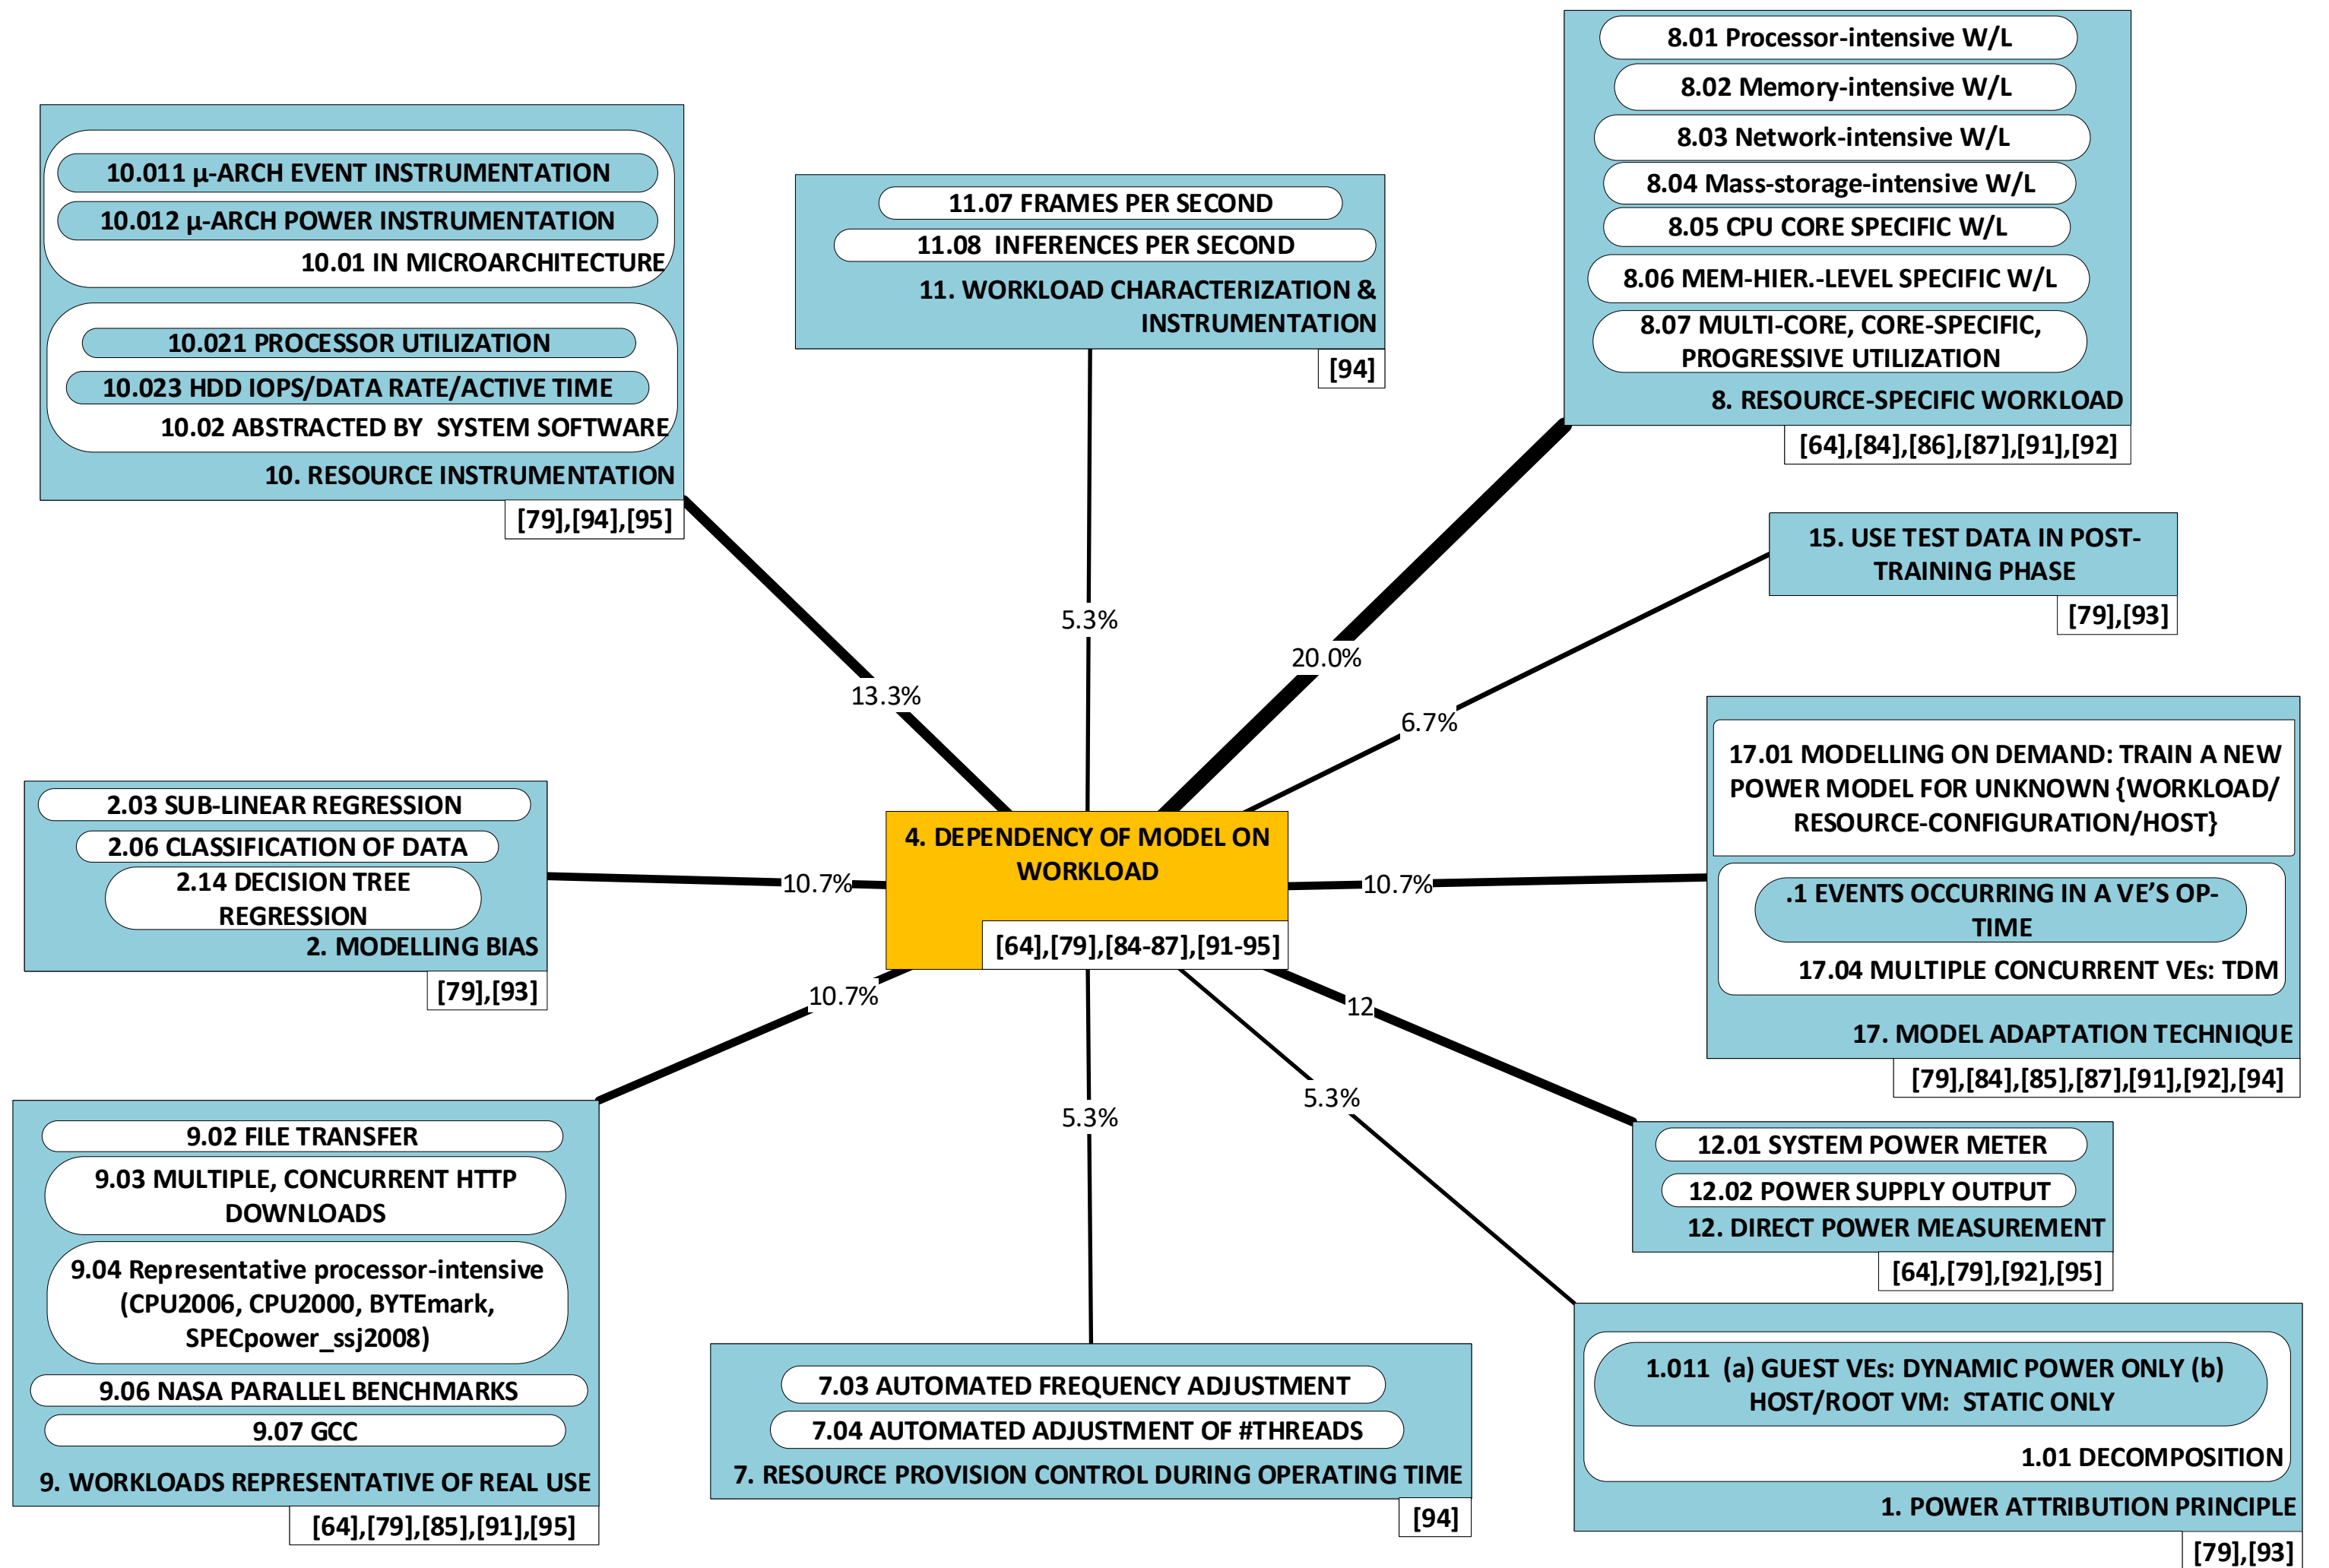 8.01 Processor-intensive W/L
8.02 Memory-intensive W/L
8.03 Network-intensive W/L
8.04 Mass-storage-intensive W/L
8.05 CPU CORE SPECIFIC W/L
8.06 MEM-HIER.-LEVEL SPECIFIC W/L
8.07 MULTI-CORE, CORE-SPECIFIC,
PROGRESSIVE UTILIZATION
8. RESOURCE-SPECIFIC WORKLOAD
[64],[84],[86],[87],[91],[92]
10.011 µ-ARCH EVENT INSTRUMENTATION
10.012 µ-ARCH POWER INSTRUMENTATION
10.01 IN MICROARCHITECTURE
10.021 PROCESSOR UTILIZATION
10.023 HDD IOPS/DATA RATE/ACTIVE TIME
10.02 ABSTRACTED BY  SYSTEM SOFTWARE
10. RESOURCE INSTRUMENTATION
[79],[94],[95]
11.07 FRAMES PER SECOND
11.08  INFERENCES PER SECOND
11. WORKLOAD CHARACTERIZATION &
INSTRUMENTATION
[94]
15. USE TEST DATA IN POST-
TRAINING PHASE
[79],[93]
5.3%
20.0%
13.3%
6.7%
17.01 MODELLING ON DEMAND: TRAIN A NEW
POWER MODEL FOR UNKNOWN {WORKLOAD/
RESOURCE-CONFIGURATION/HOST}
.1 EVENTS OCCURRING IN A VE’S OP-
TIME
17.04 MULTIPLE CONCURRENT VEs: TDM
17. MODEL ADAPTATION TECHNIQUE
[79],[84],[85],[87],[91],[92],[94]
2.03 SUB-LINEAR REGRESSION
2.06 CLASSIFICATION OF DATA
2.14 DECISION TREE
REGRESSION
2. MODELLING BIAS
[79],[93]
10.7%
4. DEPENDENCY OF MODEL ON
WORKLOAD
[64],[79],[84-87],[91-95]
10.7%
10.7%
12
5.3%
5.3%
12.01 SYSTEM POWER METER
12.02 POWER SUPPLY OUTPUT
12. DIRECT POWER MEASUREMENT
[64],[79],[92],[95]
9.02 FILE TRANSFER
9.03 MULTIPLE, CONCURRENT HTTP
DOWNLOADS
9.04 Representative processor-intensive
(CPU2006, CPU2000, BYTEmark,
SPECpower_ssj2008)
9.06 NASA PARALLEL BENCHMARKS
9.07 GCC
9. WORKLOADS REPRESENTATIVE OF REAL USE
[64],[79],[85],[91],[95]
7.03 AUTOMATED FREQUENCY ADJUSTMENT
7.04 AUTOMATED ADJUSTMENT OF #THREADS
7. RESOURCE PROVISION CONTROL DURING OPERATING TIME
[94]
1.011  (a) GUEST VEs: DYNAMIC POWER ONLY (b)
HOST/ROOT VM:  STATIC ONLY
1.01 DECOMPOSITION
1. POWER ATTRIBUTION PRINCIPLE
[79],[93]